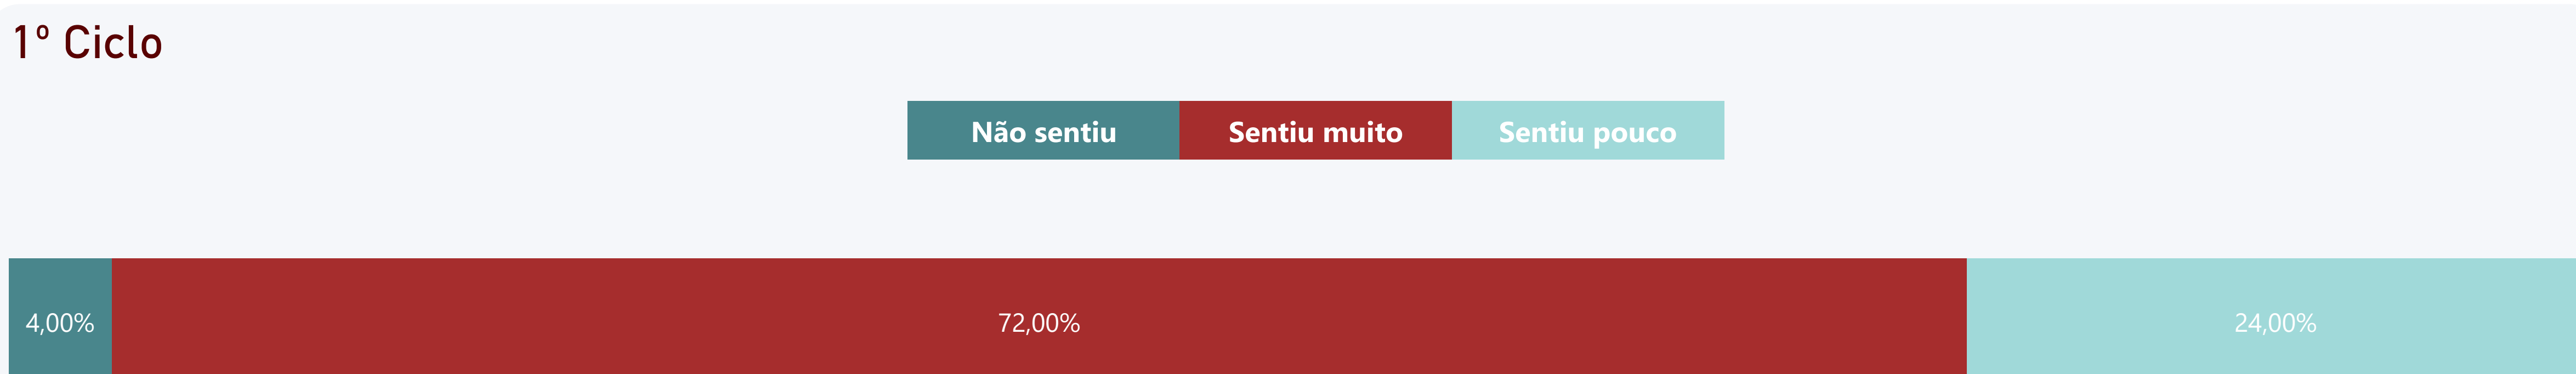 1º Ciclo
Não sentiu Sentiu muito Sentiu pouco
4,00% 72,00% 24,00%